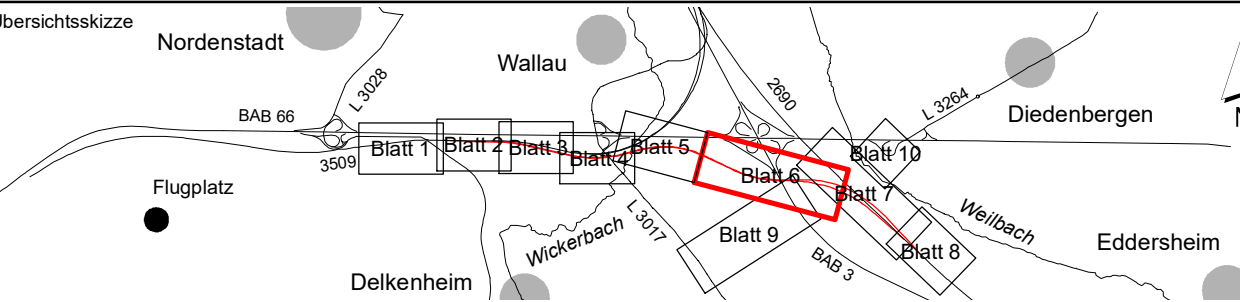 Übersichtsskizze
Nordenstadt
Wallau
L 3028
2690
L 3264
Diedenbergen
BAB 66
3509
Blatt 1
Blatt 2
Blatt 3
Blatt 4
Blatt 5
Blatt 6
Blatt 10
Blatt 7
Flugplatz
Wickerbach
L 3017
Blatt 9
BAB 3
Blatt 8
Weilbach
Eddersheim
Delkenheim